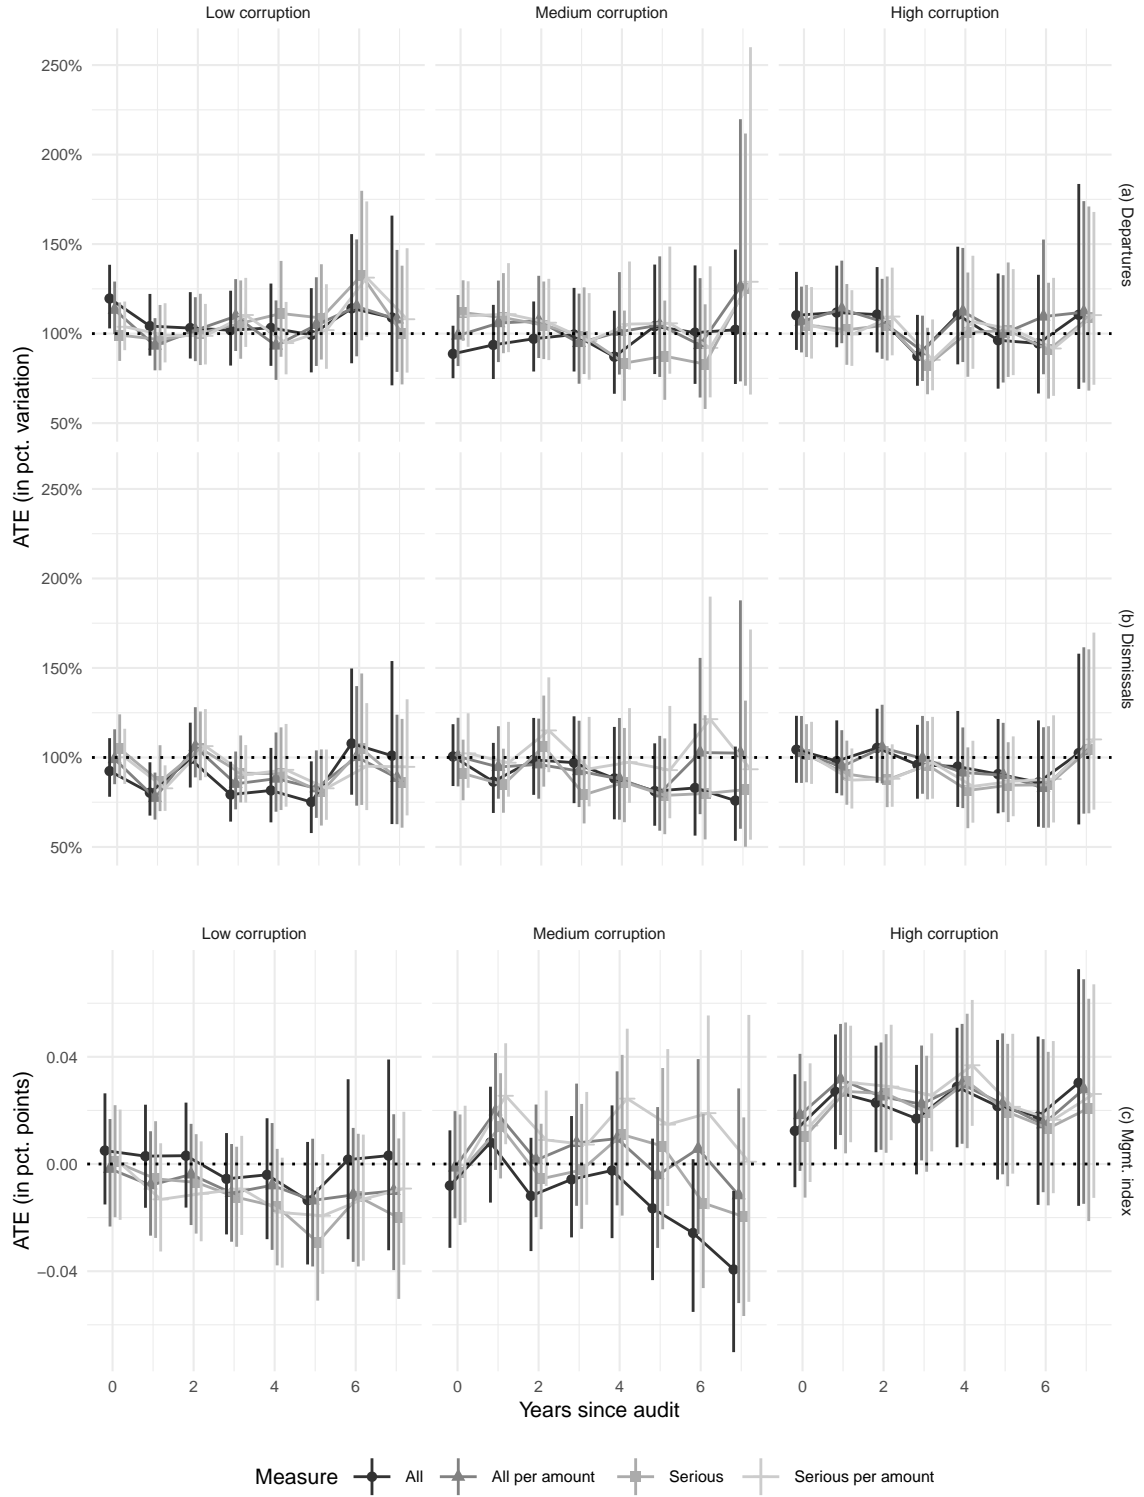 Low corruption Medium corruption High corruption
250%
200%
150%
100%
50%
(a) Departures
ATE (in pct. variation)
250%
200%
150%
100%
50%
(b) Dismissals
Low corruption Medium corruption High corruption
0.04
0.00
−0.04
ATE (in pct. points)
(c) Mgmt. index
0 2 4 6 0 2 4 6 0 2 4 6
Years since audit
Measure All All per amount Serious Serious per amount